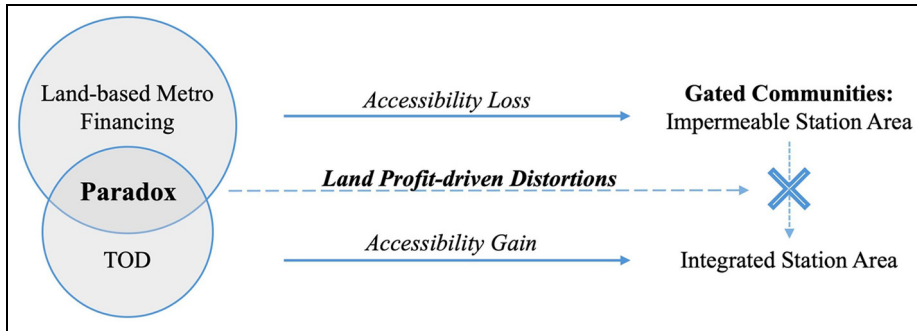 Land-based Metro
Financing
Paradox
TOD
Accessibility Loss
Land Profit-driven Distortions
Accessibility Gain
Gated Communities:
Impermeable Station Area
Integrated Station Area